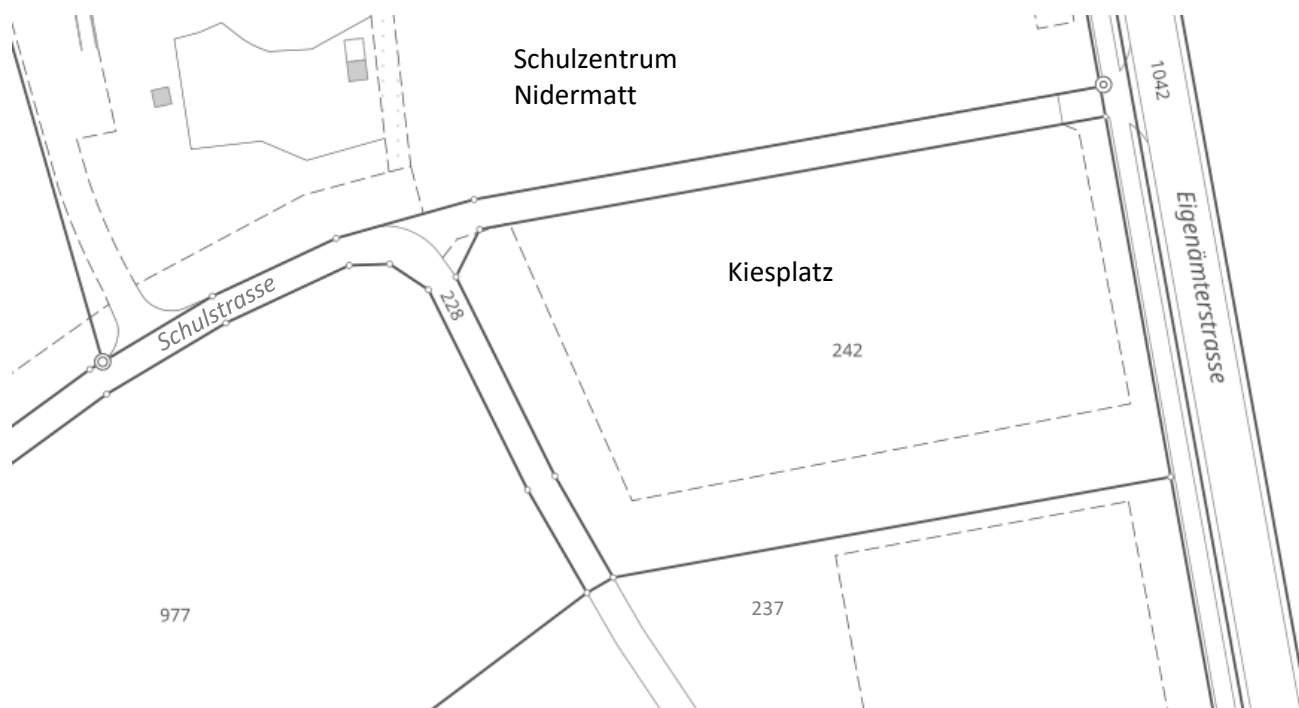 Schulzentrum
Nidermatt
1042
Eigenämterstrasse
Kiesplatz
Schulstrasse
228
242
977
237